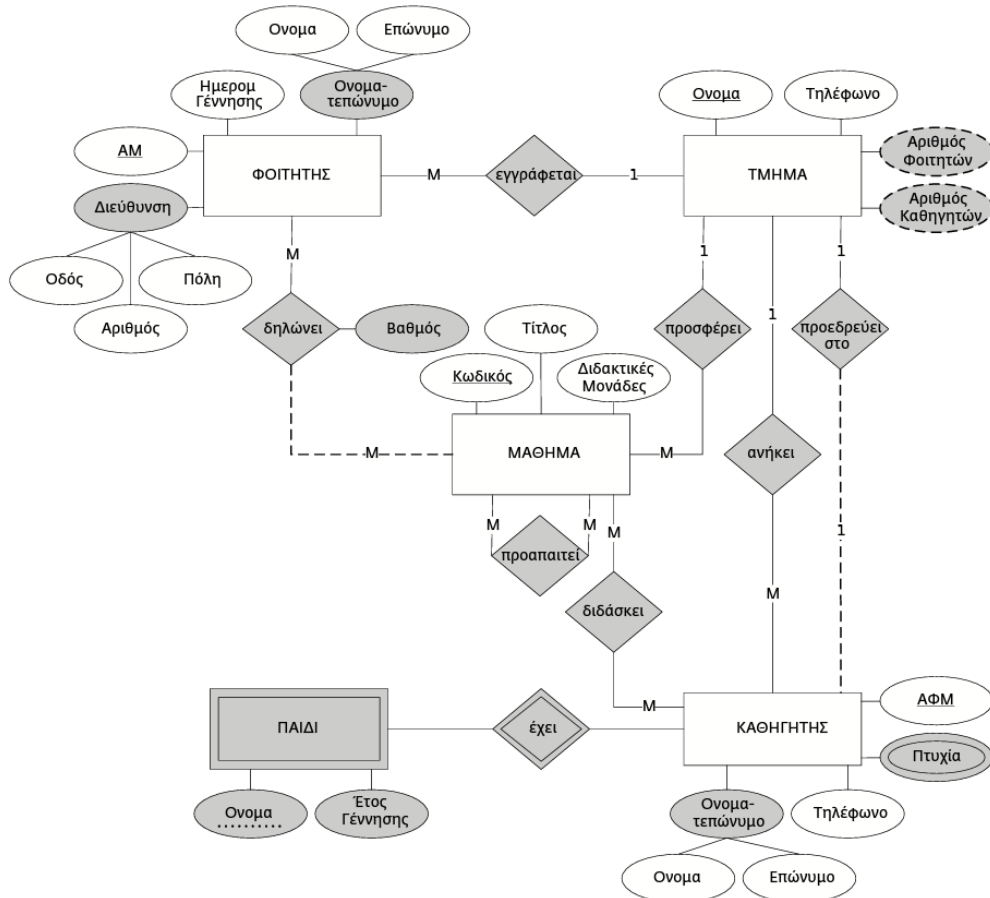 Ονομα
Επώνυμο
Ημερομ
Γέννησης
Ονομα-
τεπώνυμο
Ονομα
Τηλέφωνο
ΑΜ
ΦΟΙΤΗΤΗΣ
Μ
εγγράφεται
1
ΤΜΗΜΑ
Αριθμός
Φοιτητών
Αριθμός
Καθηγητών
Διεύθυνση
Μ
1
1
Οδός
Πόλη
Αριθμός
δηλώνει
Βαθμός
Τίτλος
προσφέρει
1
προεδρεύει
στο
Κωδικός
Διδακτικές
Μονάδες
Μ
ΜΑΘΗΜΑ
Μ
ανήκει
Μ
Μ
Μ
1
προαπαιτεί
διδάσκει
Μ
Μ
ΑΦΜ
ΠΑΙΔΙ
έχει
ΚΑΘΗΓΗΤΗΣ
Πτυχία
Ονομα
Έτος
Γέννησης
Ονομα-
τεπώνυμο
Τηλέφωνο
Ονομα
Επώνυμο